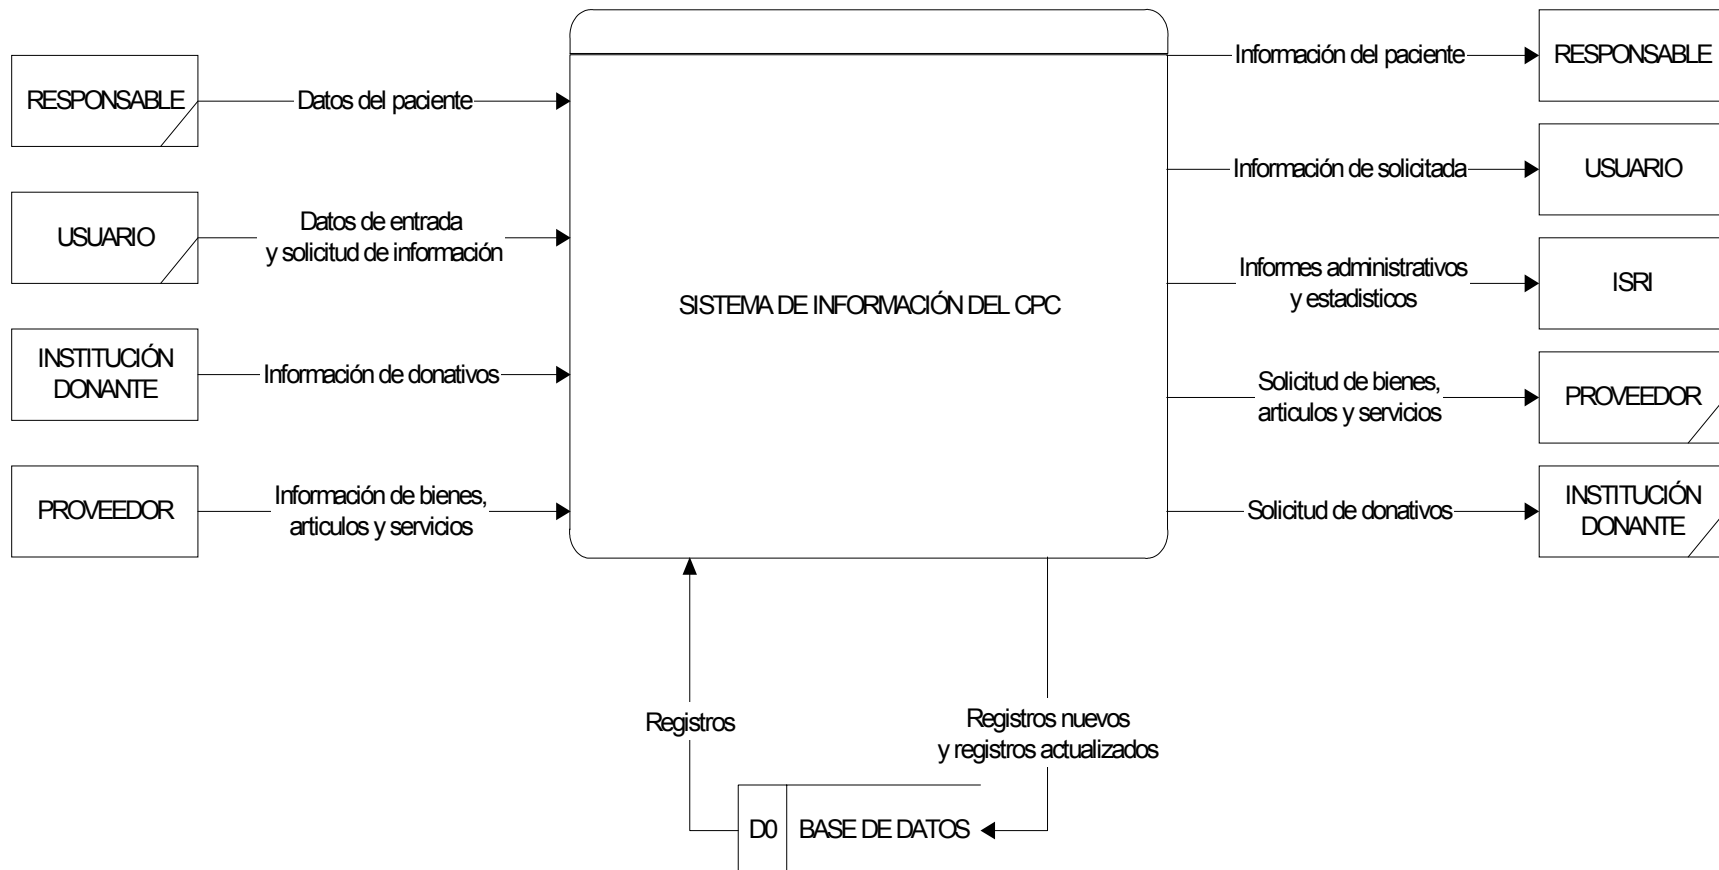 RESPONSABLE
Datos del paciente
USUARIO
Datos de entrada
y solicitud de información
INSTITUCIÓN
DONANTE
Información de donativos
PROVEEDOR
Información de bienes,
articulos y servicios
SISTEMA DE INFORMACIÓN DEL CPC
Información del paciente
RESPONSABLE
Información de solicitada
USUARIO
Informes administrativos
y estadisticos
ISRI
Solicitud de bienes,
articulos y servicios
PROVEEDOR
Solicitud de donativos
INSTITUCIÓN
DONANTE
Registros
Registros nuevos
y registros actualizados
D0 BASE DE DATOS